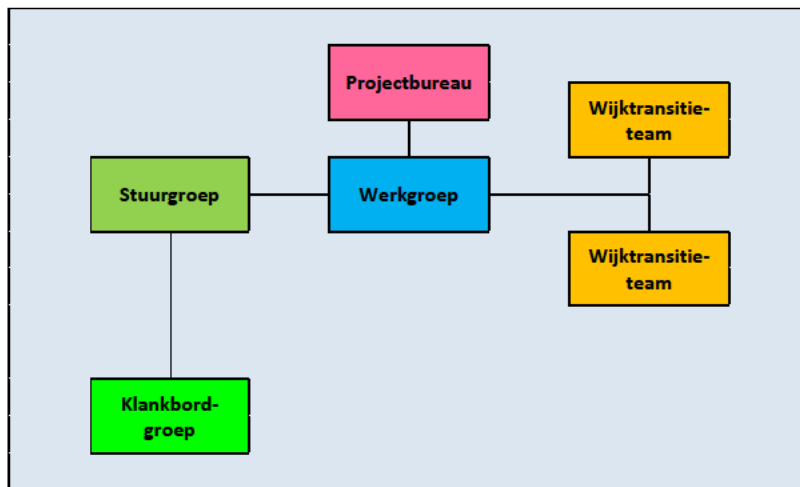 Projectbureau
Wijktransitie-
team
Stuurgroep
Werkgroep
Wijktransitie-
team
Klankbord-
groep